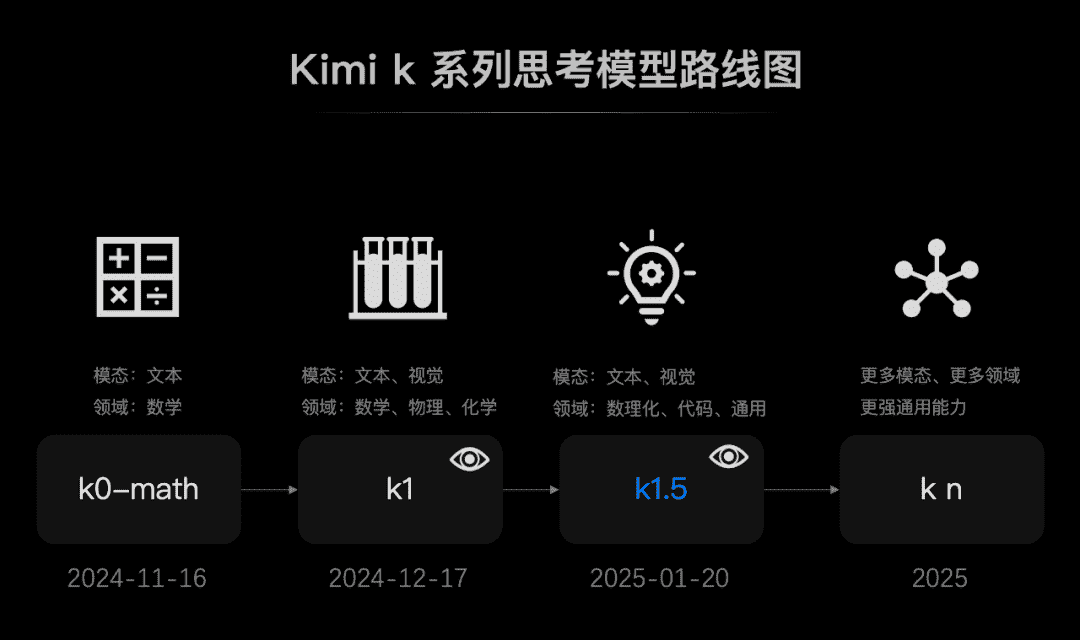 Kimi k 系列思考模型路线图
模态：文本
领域：数学
模态：文本、视觉
领域：数学、物理、化学
模态：文本、视觉
领域：数理化、代码、通用
更多模态、更多领域
更强通用能力
k0-math
k1
k1.5
k n
2024-11-16
2024-12-17
2025-01-20
2025